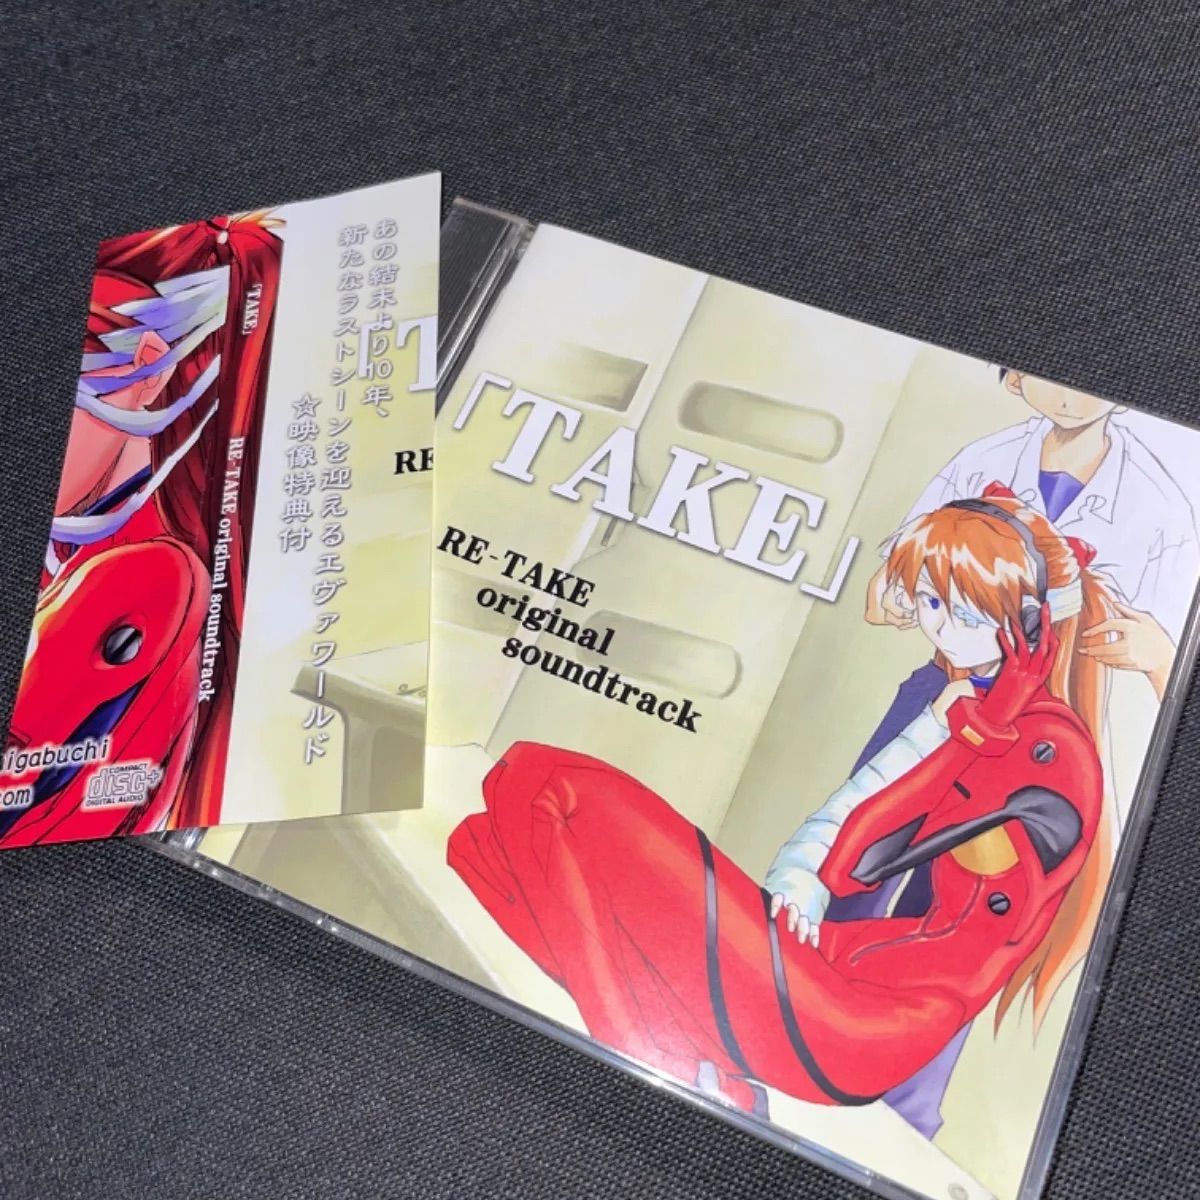 あの結末より10年、
新たなラストシーンを迎えるエヴァワールド
☆映像特典付
「TAKE」
RE-TAKE original soundtrack
igabuchi
com
COMPACT
disc+
DIGITAL AUDIO
「T
RE
「TAKE」
RE-TAKE
original
soundtrack